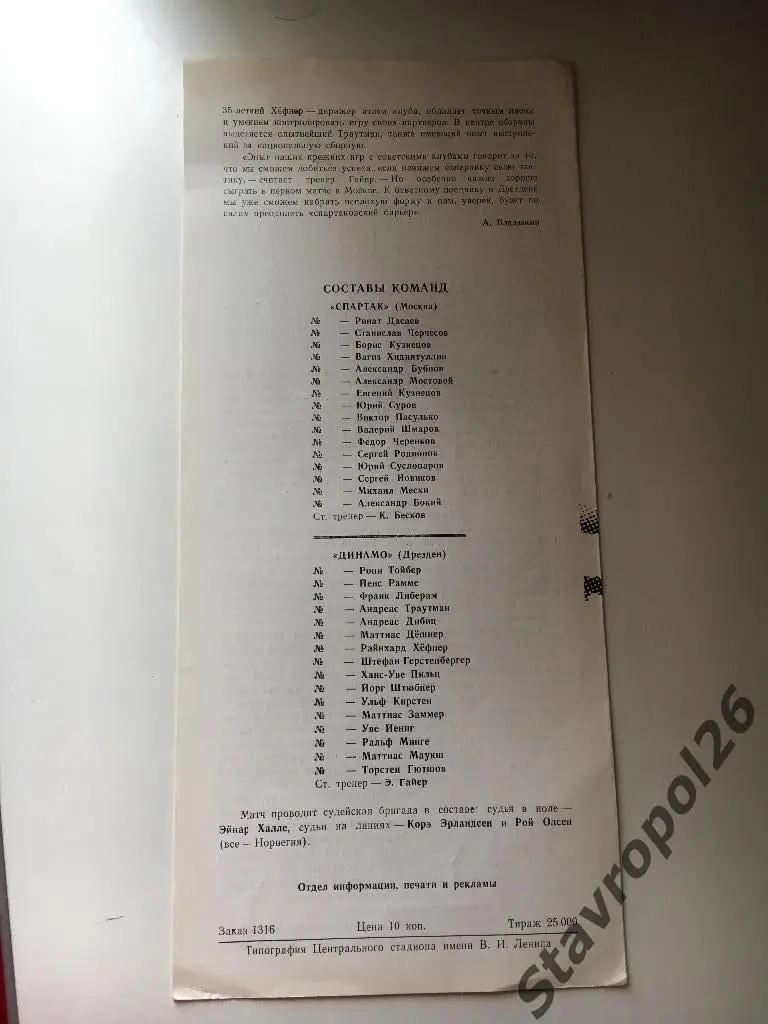 35-летний Хёфнер — дирижер атаки клуба, обладает точным пасом
и умением контролировать игру своих партнеров. В центре обороны
выделяется опытнейший Траутман, также имеющий опыт выступле-
ний за национальную сборную.
«Опыт наших прежних игр с советскими клубами говорит за то,
что мы сможем добиться успеха, если навяжем сопернику свою так-
тику, — считает тренер Гайер. — Но особенно важно хорошо
сыграть в первом матче в Москве. К ответному поединку в Дрездене
мы уже сможем набрать неплохую форму и нам, уверен, будет по
силам преодолеть «спартаковский барьер».
А. Владыкин
СОСТАВЫ КОМАНД
«СПАРТАК» (Москва)
№ — Ринат Дасаев
№ — Станислав Черчесов
№ — Борис Кузнецов
№ — Вагиз Хидиятуллин
№ — Александр Бубнов
№ — Александр Мостовой
№ — Евгений Кузнецов
№ — Юрий Суров
№ — Виктор Пасулько
№ — Валерий Шмаров
№ — Федор Черенков
№ — Сергей Родионов
№ — Юрий Суслопаров
№ — Сергей Новиков
№ — Михаил Месхи
№ — Александр Бокий
Ст. тренер — К. Бесков
«ДИНАМО» (Дрезден)
№ — Рони Тойбер
№ — Йенс Рамме
№ — Франк Либерам
№ — Андреас Траутман
№ — Андреас Дибиц
№ — Маттиас Дёшнер
№ — Райнхард Хёфнер
№ — Штефан Герстенбергер
№ — Ханс-Уве Пильц
№ — Йорг Штюбнер
№ — Ульф Кирстен
№ — Маттиас Заммер
№ — Уве Йениг
№ — Ральф Минге
№ — Маттиас Маукш
№ — Торстен Гютшов
Ст. тренер — Э. Гайер
Матч проводит судейская бригада в составе: судья в поле —
Эйнар Халле, судьи на линиях — Корэ Эрландсен и Рой Олсен
(все — Норвегия).
Отдел информации, печати и рекламы
Заказ 1316 Цена 10 коп. Тираж 25 000
Типография Центрального стадиона имени В. И. Ленина
Stavropol26